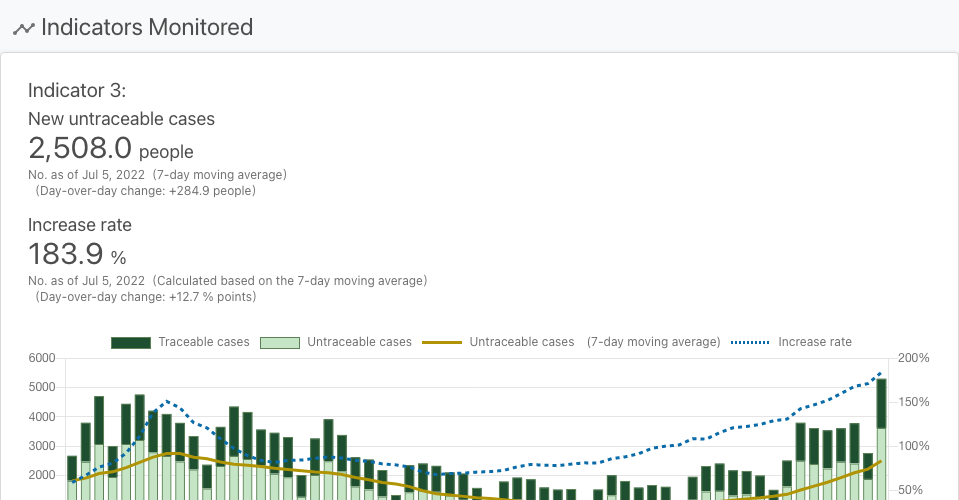 Indicators Monitored
Indicator 3:
New untraceable cases
2,508.0 people
No. as of Jul 5, 2022 (7-day moving average)
(Day-over-day change: +284.9 people)
Increase rate
183.9 %
No. as of Jul 5, 2022 (Calculated based on the 7-day moving average)
(Day-over-day change: +12.7 % points)
Traceable cases Untraceable cases Untraceable cases (7-day moving average) Increase rate
6000 200%
5000
4000 150%
3000 100%
2000
50%